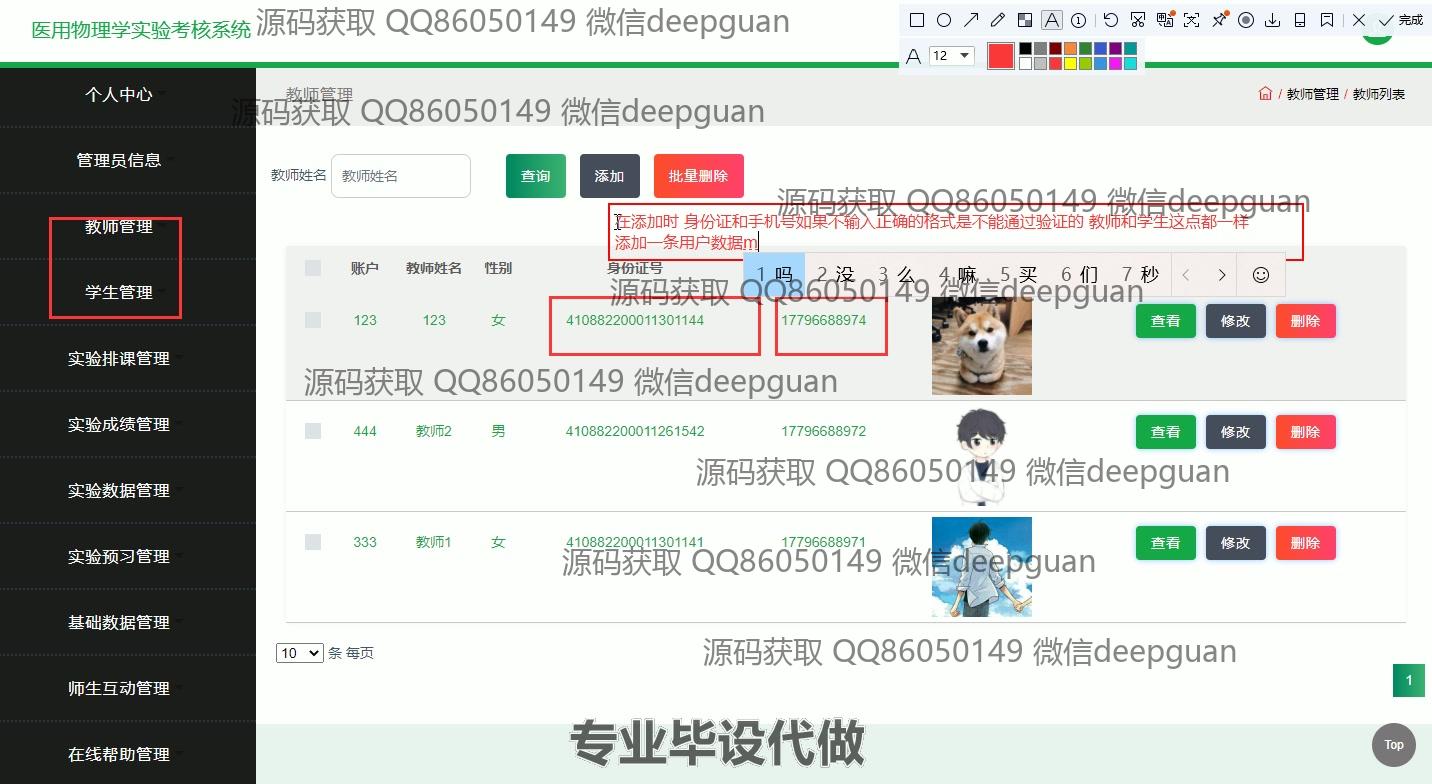 医用物理学实验考核系统
源码获取 QQ86050149 微信deepguan
12
完成
个人中心
管理员信息
教师管理
学生管理
实验排课管理
实验成绩管理
实验数据管理
实验预习管理
基础数据管理
师生互动管理
在线帮助管理
教师管理
/ 教师管理 / 教师列表
源码获取 QQ86050149 微信deepguan
教师姓名 教师姓名 查询 添加 批量删除
源码获取 QQ86050149 微信deepguan
在添加时 身份证和手机号如果不输入正确的格式是不能通过验证的 教师和学生这点都一样
添加一条用户数据m
1 吗 2 没 3 么 4 嘛 5 买 6 们 7 秒
账户 教师姓名 性别 身份证号
源码获取 QQ86050149 微信deepguan
123 123 女 410882200011301144 17796688974 查看 修改 删除
源码获取 QQ86050149 微信deepguan
444 教师2 男 410882200011261542 17796688972 查看 修改 删除
源码获取 QQ86050149 微信deepguan
333 教师1 女 410882200011301141 17796688971 查看 修改 删除
源码获取 QQ86050149 微信deepguan
10 条 每页
源码获取 QQ86050149 微信deepguan
1
专业毕设代做
Top